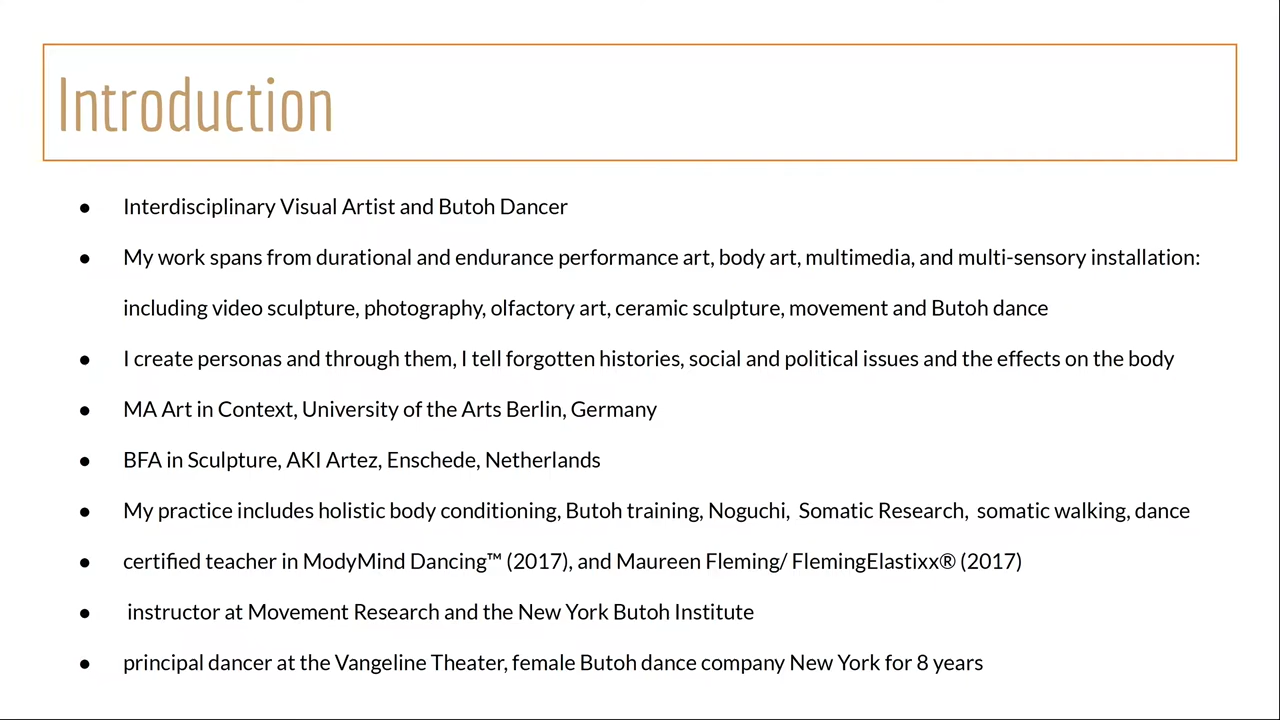 Introduction
● Interdisciplinary Visual Artist and Butoh Dancer
● My work spans from durational and endurance performance art, body art, multimedia, and multi-sensory installation:
including video sculpture, photography, olfactory art, ceramic sculpture, movement and Butoh dance
● I create personas and through them, I tell forgotten histories, social and political issues and the effects on the body
● MA Art in Context, University of the Arts Berlin, Germany
● BFA in Sculpture, AKI Artez, Enschede, Netherlands
● My practice includes holistic body conditioning, Butoh training, Noguchi,  Somatic Research,  somatic walking, dance
● certified teacher in ModyMind Dancing™ (2017), and Maureen Fleming/ FlemingElastixx® (2017)
● instructor at Movement Research and the New York Butoh Institute
● principal dancer at the Vangeline Theater, female Butoh dance company New York for 8 years